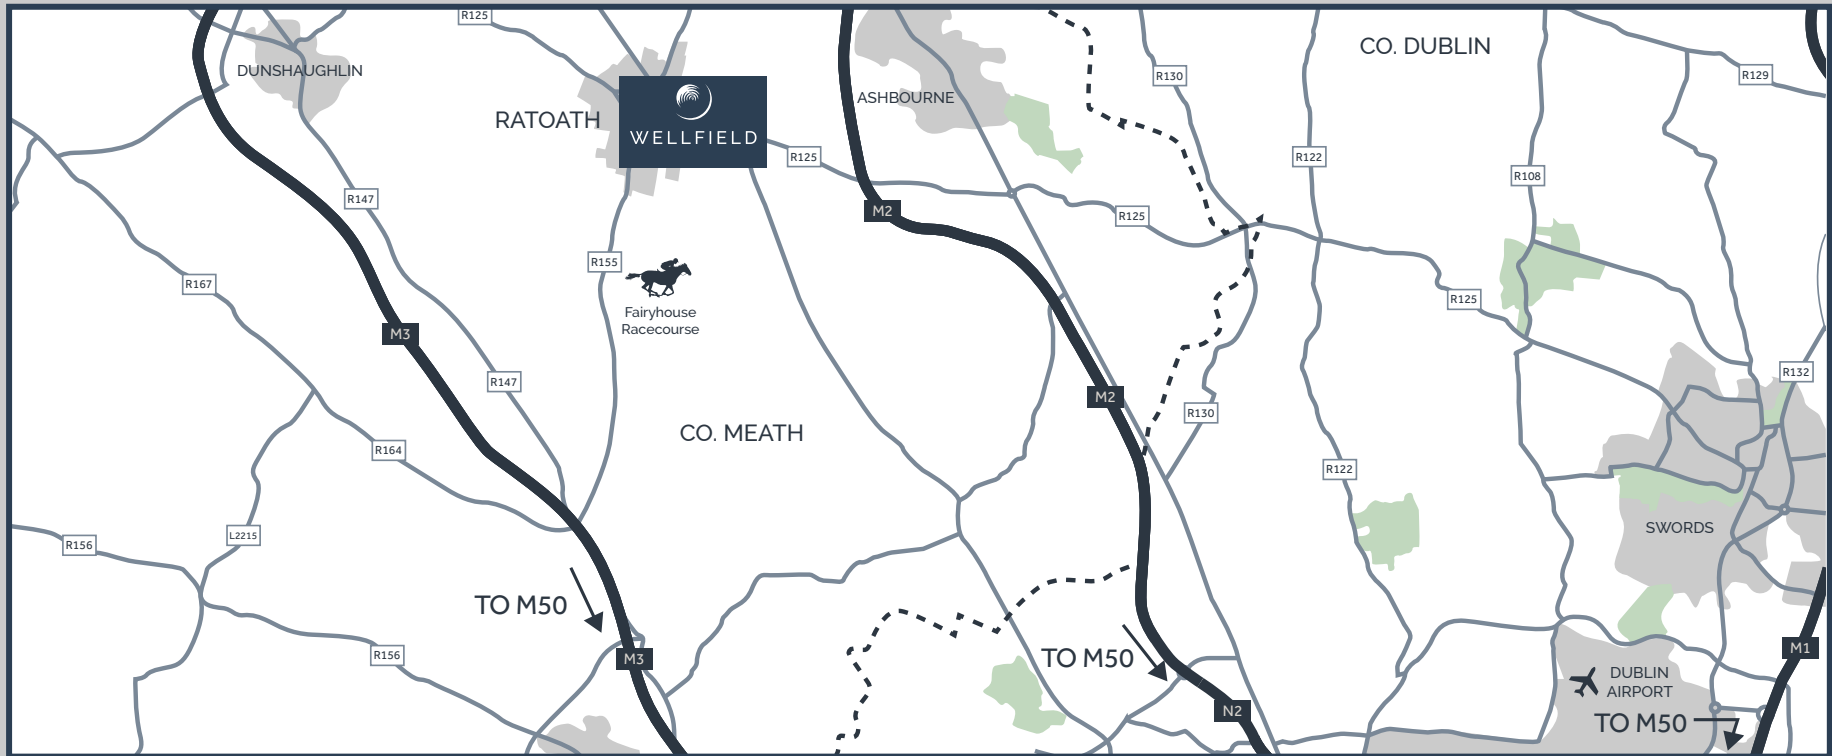 R125
CO. DUBLIN
R129
R130
DUNSHAUGHLIN
ASHBOURNE
RATOATH
WELLFIELD
R125
R122
R108
R147
M2
R125
R155
R167
Fairyhouse
Racecourse
R125
M3
R147
M2
R132
R130
CO. MEATH
R164
R122
L2215
R156
SWORDS
TO M50
R156
M3
TO M50
M1
DUBLIN
AIRPORT
N2
TO M50